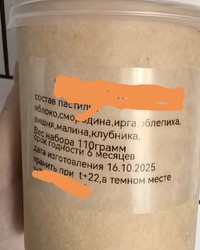 состав пастилы
яблоко,смородина,ирга,облепиха,
вишня,малина,клубника,
Вес набора 110грамм
срок годности 6 месяцев
дата изготовления 16.10.2025
хранить при t+22,в темном месте